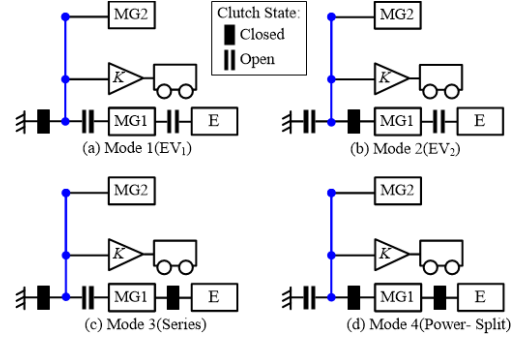 MG2
Clutch State:
Closed
Open
MG2
K
K
MG1
E
MG1
E
(a) Mode 1(EV1)
(b) Mode 2(EV2)
MG2
MG2
K
K
MG1
E
MG1
E
(c) Mode 3(Series)
(d) Mode 4(Power- Split)